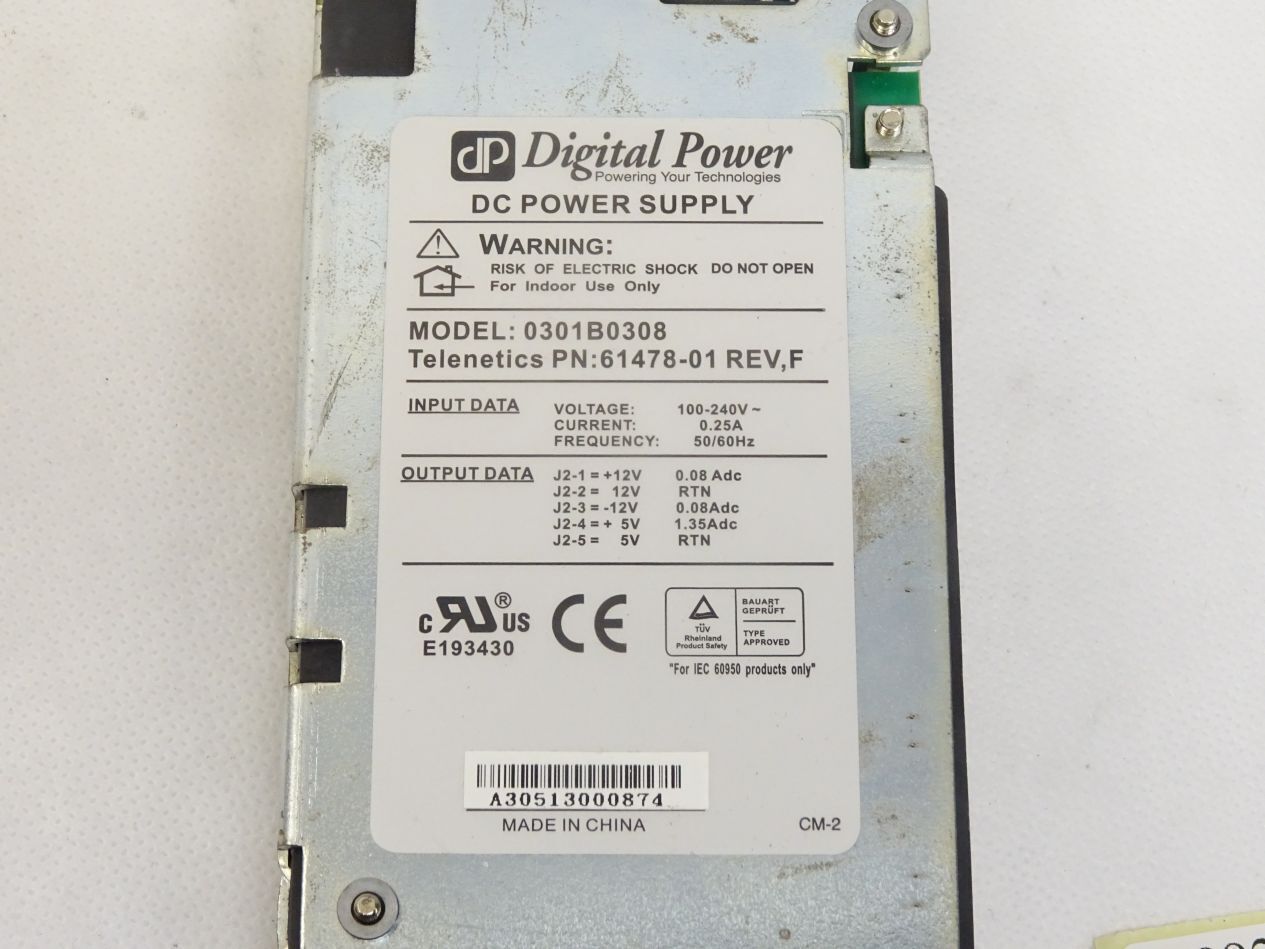 dp Digital Power
Powering Your Technologies
DC POWER SUPPLY
WARNING:
RISK OF ELECTRIC SHOCK DO NOT OPEN
For Indoor Use Only
MODEL: 0301B0308
Telenetics PN:61478-01 REV,F
INPUT DATA VOLTAGE: 100-240V ~
CURRENT: 0.25A
FREQUENCY: 50/60Hz
OUTPUT DATA J2-1 = +12V 0.08 Adc
J2-2 = 12V RTN
J2-3 = -12V 0.08Adc
J2-4 = + 5V 1.35Adc
J2-5 = 5V RTN
c RU ® US
E193430
CE
TÜV
Rheinland
Product Safety
BAUART
GEPRÜFT
TYPE
APPROVED
"For IEC 60950 products only"
A30513000874
MADE IN CHINA CM-2